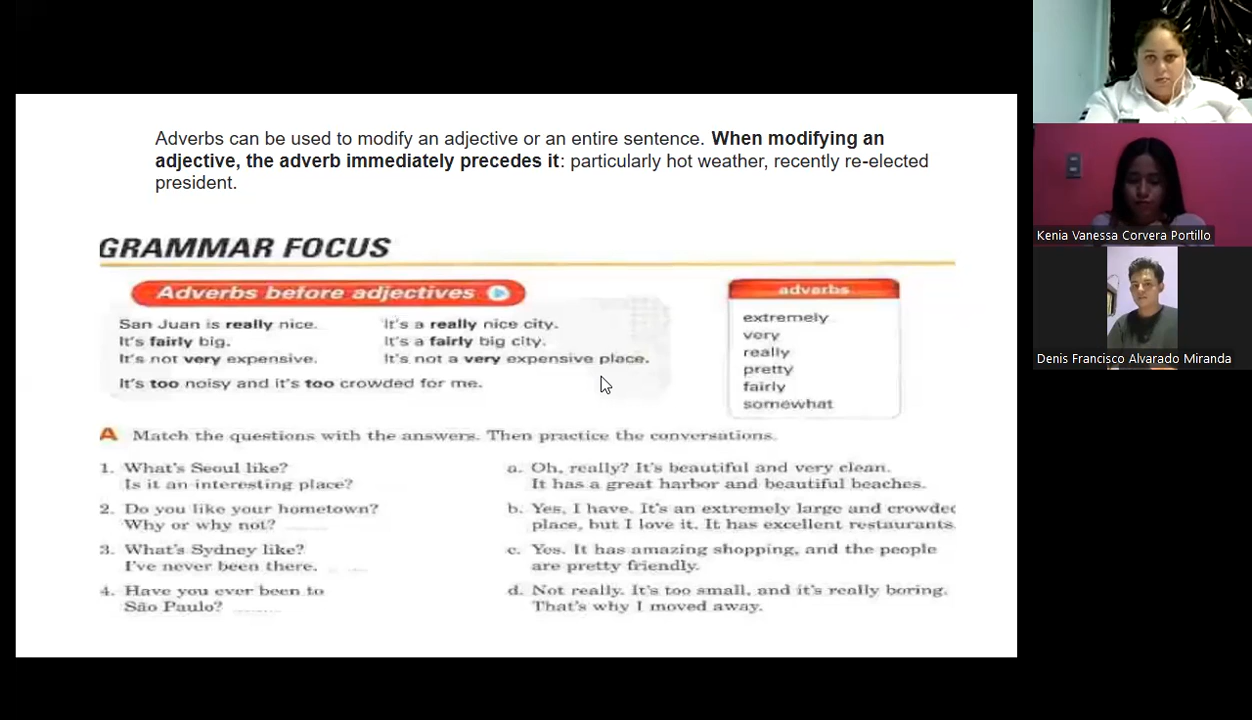 Adverbs can be used to modify an adjective or an entire sentence. When modifying an
adjective, the adverb immediately precedes it: particularly hot weather, recently re-elected
president.
GRAMMAR FOCUS
Adverbs before adjectives
San Juan is really nice.
It's fairly big.
It's not very expensive.
It's a really nice city.
It's a fairly big city.
It's not a very expensive place.
It's too noisy and it's too crowded for me.
adverbs
extremely
very
really
pretty
fairly
somewhat
A Match the questions with the answers. Then practice the conversations.
1. What's Seoul like?
Is it an interesting place?
2. Do you like your hometown?
Why or why not?
3. What's Sydney like?
I've never been there.
4. Have you ever been to
São Paulo?
a. Oh, really? It's beautiful and very clean.
It has a great harbor and beautiful beaches.
b. Yes, I have. It's an extremely large and crowded
place, but I love it. It has excellent restaurants.
c. Yes. It has amazing shopping, and the people
are pretty friendly.
d. Not really. It's too small, and it's really boring.
That's why I moved away.
Kenia Vanessa Corvera Portillo
Denis Francisco Alvarado Miranda